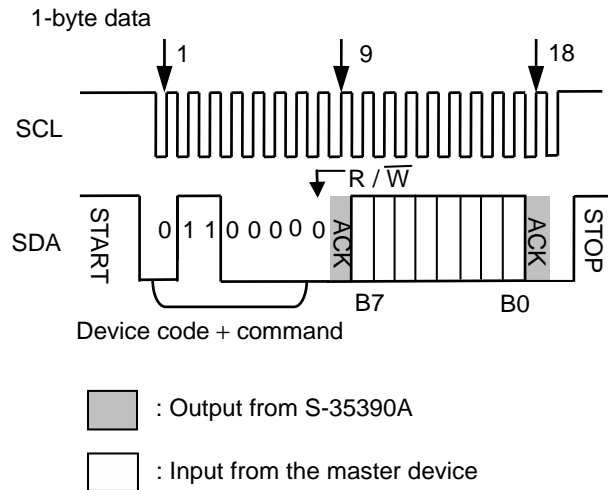 1-byte data
1 9 18
SCL
R / W
START 0 1 1 0 0 0 0 0 ACK ACK STOP
SDA
B7 B0
Device code + command
: Output from S-35390A
: Input from the master device